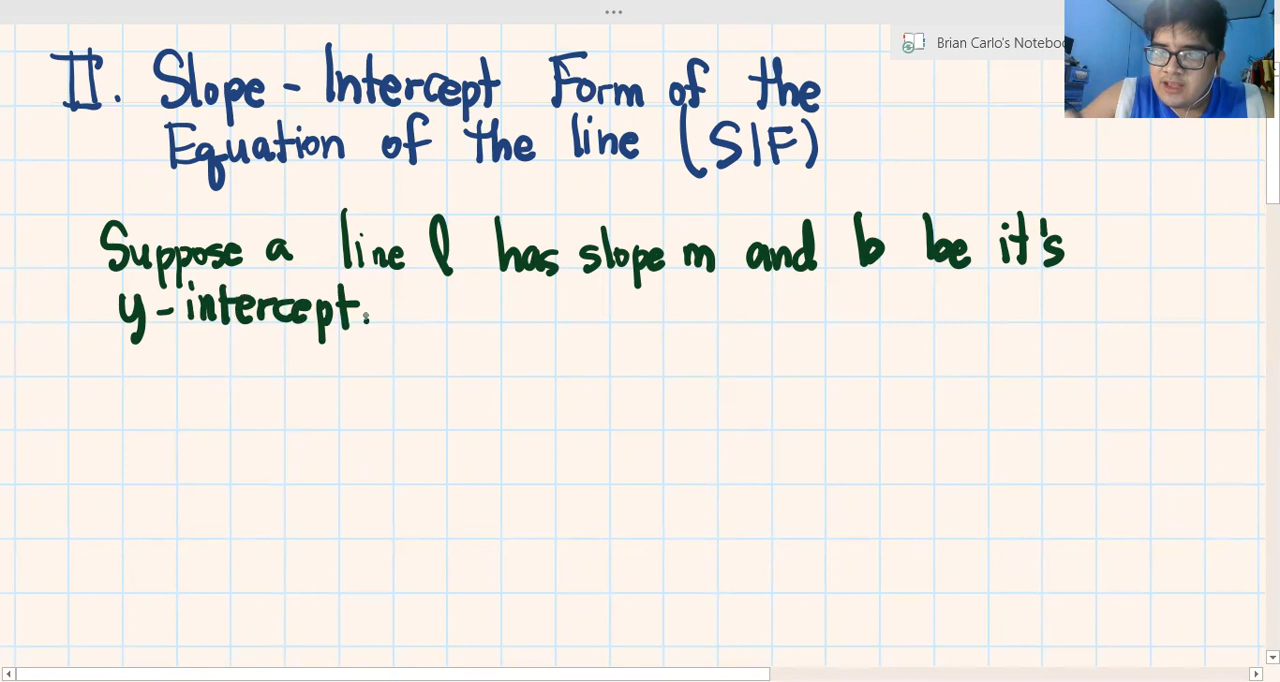 Brian Carlo's Notebo
II. Slope - Intercept Form of the
Equation of the line (SIF)
Suppose a line l has slope m and b be it's
y-intercept.